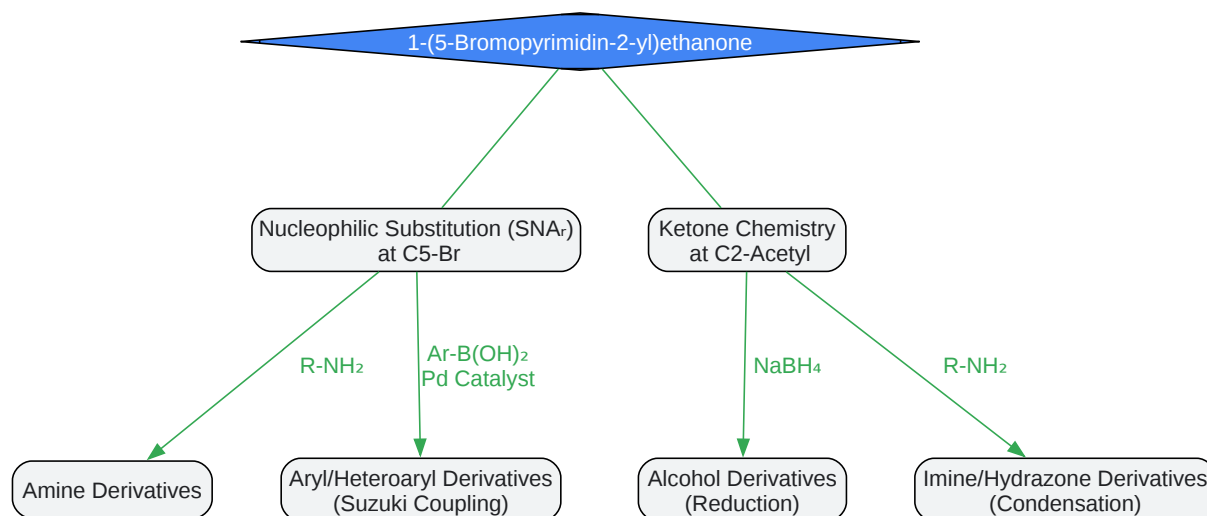 1-(5-Bromopyrimidin-2-yl)ethanone
Nucleophilic Substitution (SNAᵣ)
at C5-Br
Ketone Chemistry
at C2-Acetyl
R-NH₂
Ar-B(OH)₂
Pd Catalyst
NaBH₄
R-NH₂
Amine Derivatives
Aryl/Heteroaryl Derivatives
(Suzuki Coupling)
Alcohol Derivatives
(Reduction)
Imine/Hydrazone Derivatives
(Condensation)